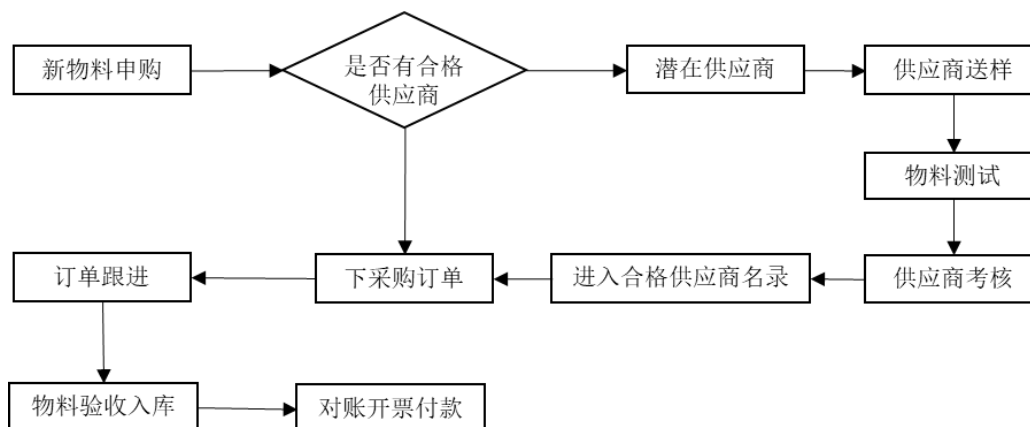 新物料申购
是否有合格
供应商
潜在供应商
供应商送样
物料测试
供应商考核
进入合格供应商名录
下采购订单
订单跟进
物料验收入库
对账开票付款